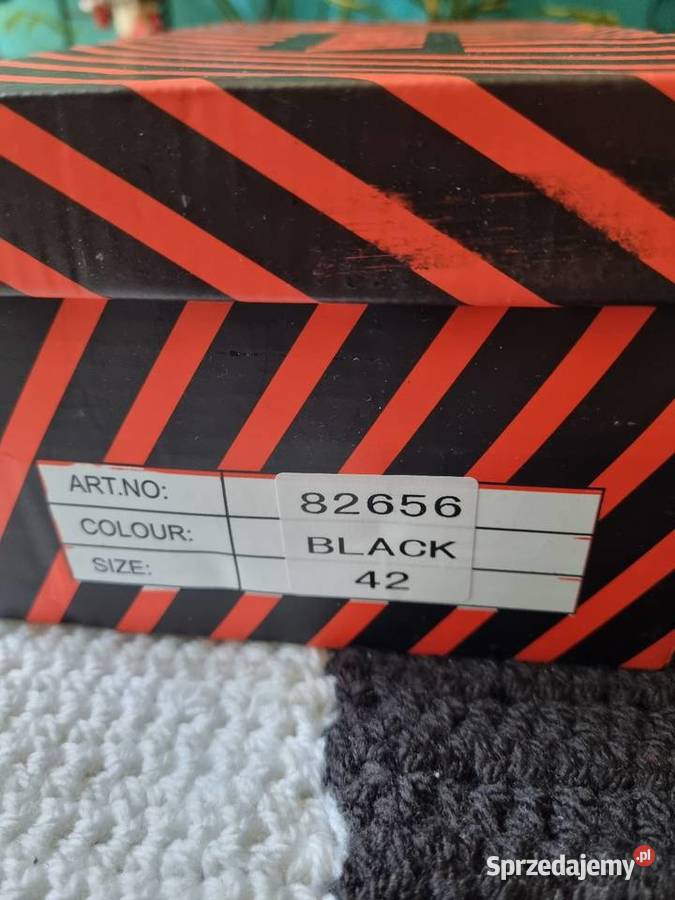 ART.NO: 82656
COLOUR: BLACK
SIZE: 42
Sprzedajemy.pl